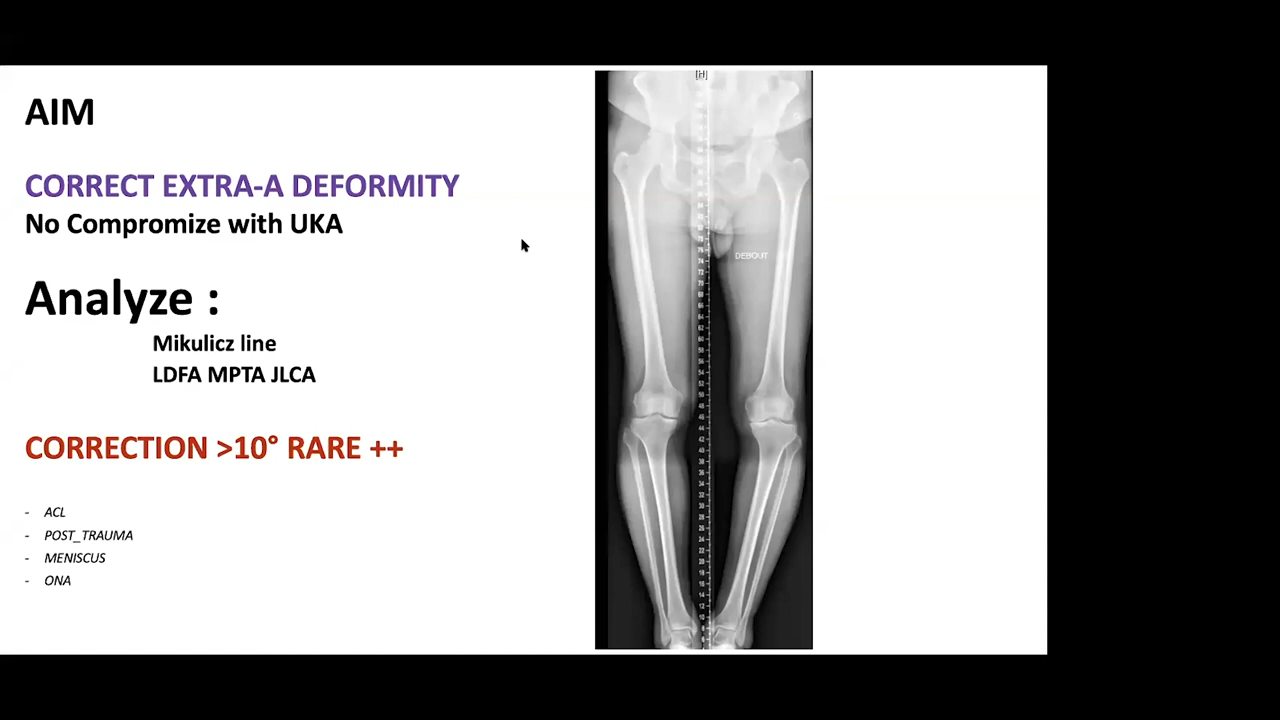 AIM
CORRECT EXTRA-A DEFORMITY
No Compromize with UKA
Analyze :
Mikulicz line
LDFA MPTA JLCA
CORRECTION >10° RARE ++
- ACL
- POST_TRAUMA
- MENISCUS
- ONA
[H]
DEBOUT